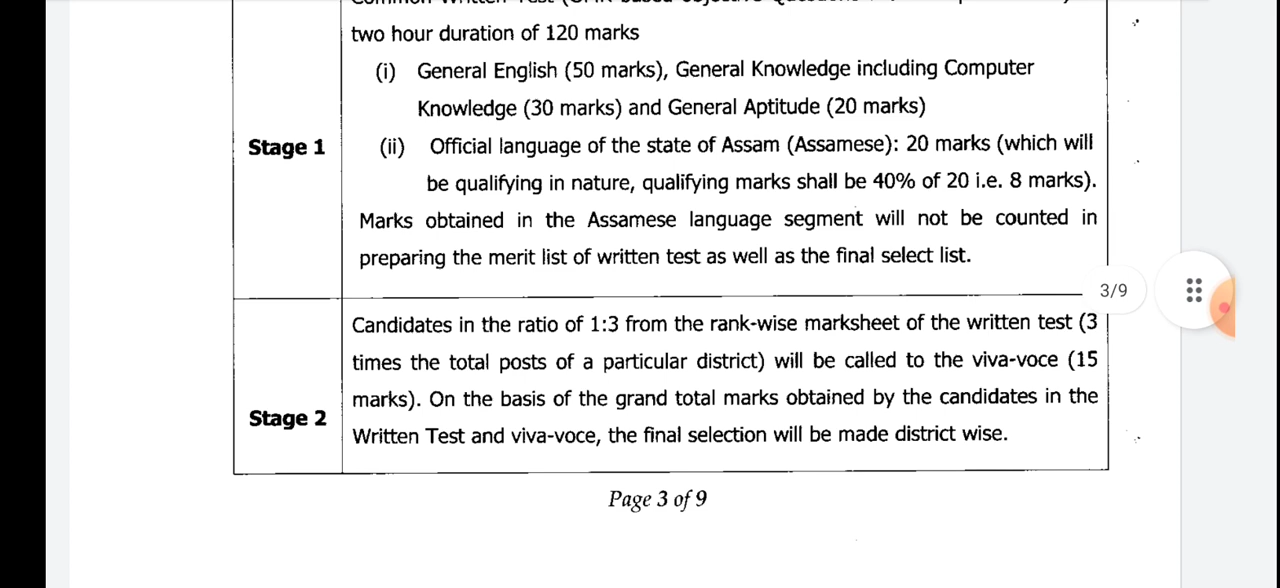 two hour duration of 120 marks
(i) General English (50 marks), General Knowledge including Computer
Knowledge (30 marks) and General Aptitude (20 marks)
Stage 1
(ii) Official language of the state of Assam (Assamese): 20 marks (which will
be qualifying in nature, qualifying marks shall be 40% of 20 i.e. 8 marks).
Marks obtained in the Assamese language segment will not be counted in
preparing the merit list of written test as well as the final select list.
3/9
Candidates in the ratio of 1:3 from the rank-wise marksheet of the written test (3
times the total posts of a particular district) will be called to the viva-voce (15
marks). On the basis of the grand total marks obtained by the candidates in the
Stage 2
Written Test and viva-voce, the final selection will be made district wise.
Page 3 of 9